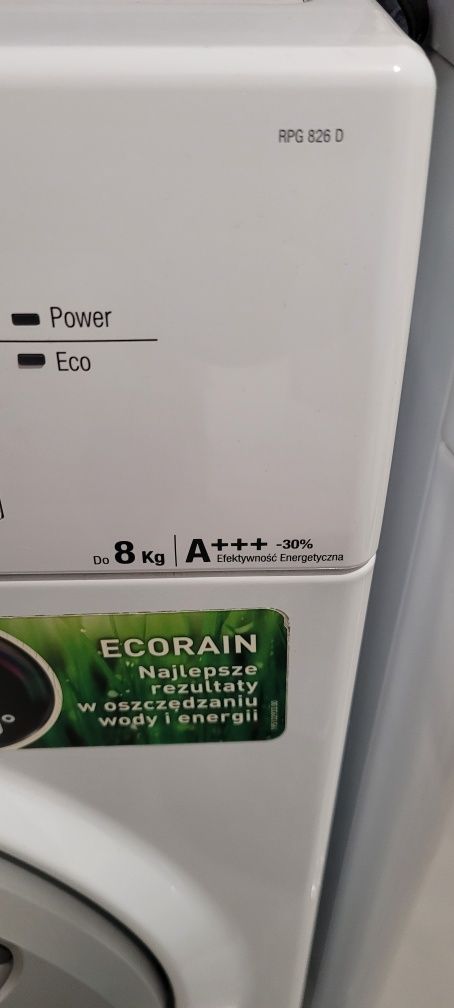 RPG 826 D
Power
Eco
Do 8 Kg
A+++ -30%
Efektywność Energetyczna
ECORAIN
Najlepsze
rezultaty
w oszczędzaniu
wody i energii